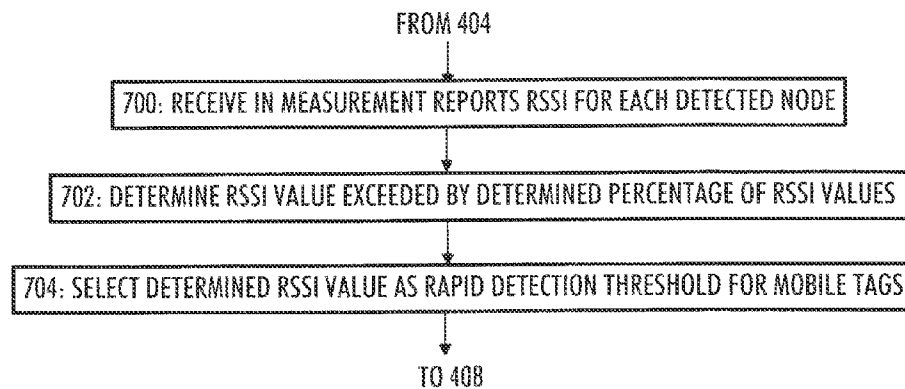 FROM 404
700: RECEIVE IN MEASUREMENT REPORTS RSSI FOR EACH DETECTED NODE
702: DETERMINE RSSI VALUE EXCEEDED BY DETERMINED PERCENTAGE OF RSSI VALUES
704: SELECT DETERMINED RSSI VALUE AS RAPID DETECTION THRESHOLD FOR MOBILE TAGS
TO 408